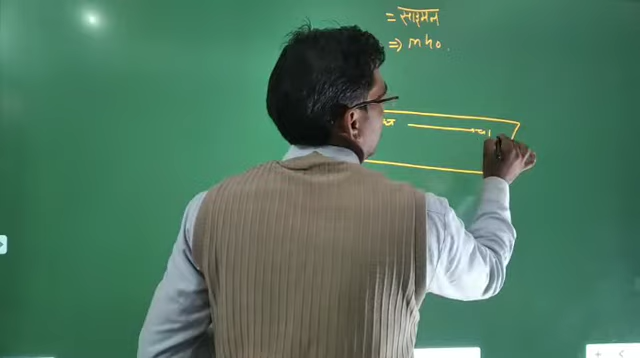 = साइमन
⇒ mho.